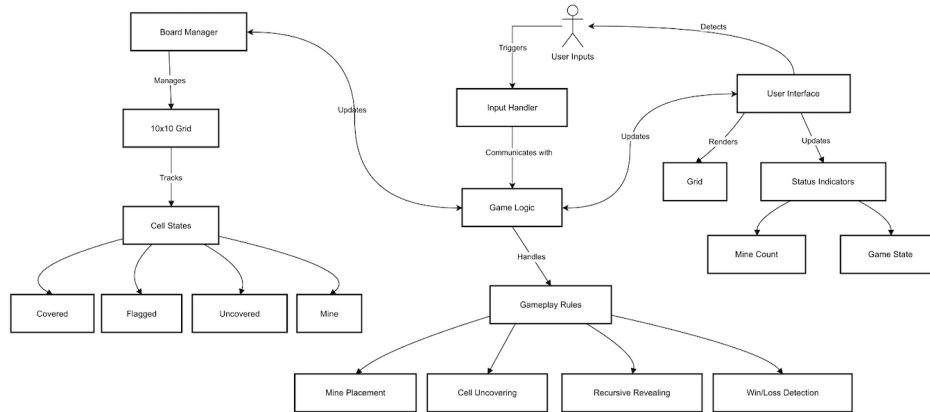 Board Manager
Detects
User Inputs
Triggers
Manages
User Interface
Input Handler
Updates
10x10 Grid
Updates
Renders
Updates
Communicates with
Tracks
Grid
Status Indicators
Game Logic
Cell States
Mine Count
Game State
Handles
Covered
Flagged
Uncovered
Mine
Gameplay Rules
Mine Placement
Cell Uncovering
Recursive Revealing
Win/Loss Detection